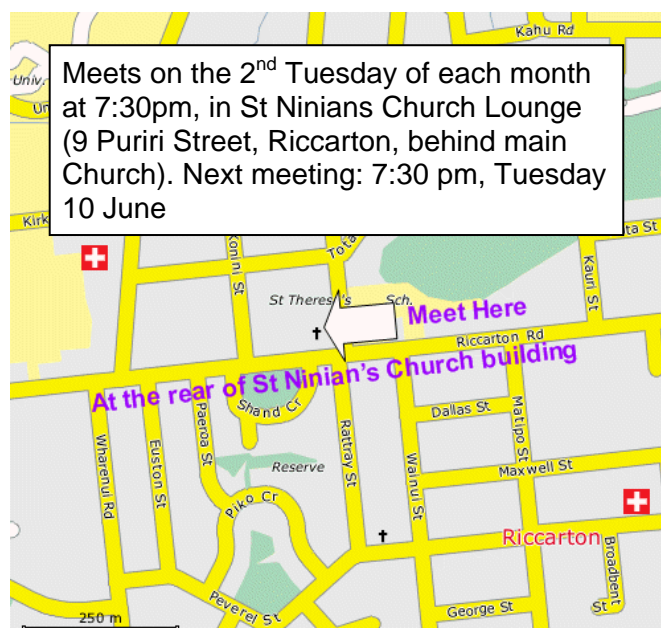 Kahu Rd
Univ.
Un
Meets on the 2nd Tuesday of each month
at 7:30pm, in St Ninians Church Lounge
(9 Puriri Street, Riccarton, behind main
Church). Next meeting: 7:30 pm, Tuesday
10 June
Kirk
ta St
Konini St
Tota
Kauri St
St Theresa's Sch.
Meet Here
Riccarton Rd
At the rear of St Ninian's Church building
Shand Cr
Dallas St
Paeroa St
Matipo St
Wharenui Rd
Euston St
Rattray St
Wainui St
Reserve
Maxwell St
Piko Cr
Riccarton
Broadbent St
Peverel St
George St
250 m